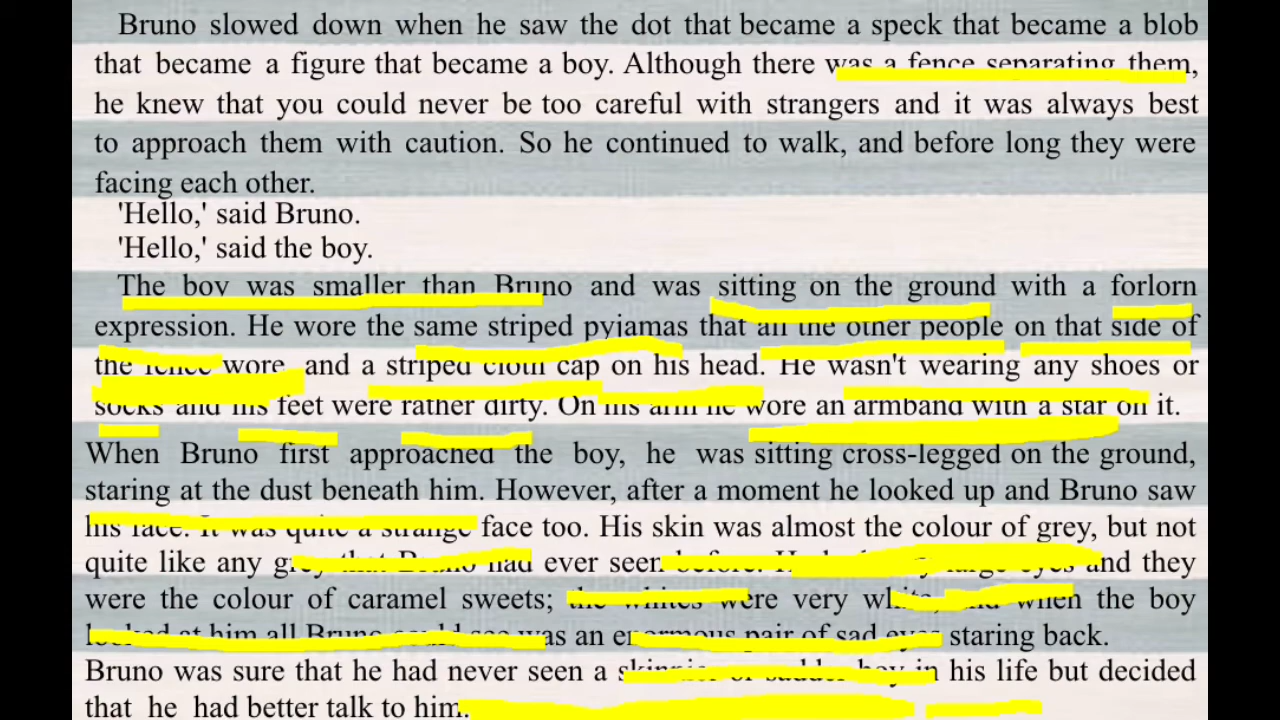 Bruno slowed down when he saw the dot that became a speck that became a blob
that became a figure that became a boy. Although there was a fence separating them,
he knew that you could never be too careful with strangers and it was always best
to approach them with caution. So he continued to walk, and before long they were
facing each other.
'Hello,' said Bruno.
'Hello,' said the boy.
The boy was smaller than Bruno and was sitting on the ground with a forlorn
expression. He wore the same striped pyjamas that all the other people on that side of
the fence wore and a striped cloth cap on his head. He wasn't wearing any shoes or
socks and his feet were rather dirty. On his arm he wore an armband with a star on it.
When Bruno first approached the boy, he was sitting cross-legged on the ground,
staring at the dust beneath him. However, after a moment he looked up and Bruno saw
his face. It was quite a strange face too. His skin was almost the colour of grey, but not
quite like any grey that Bruno had ever seen before. large eyes and they
were the colour of caramel sweets; the whites were very white, and when the boy
looked at him all Bruno could see was an enormous pair of sad eyes staring back.
Bruno was sure that he had never seen a skinnier or sadder boy in his life but decided
that he had better talk to him.